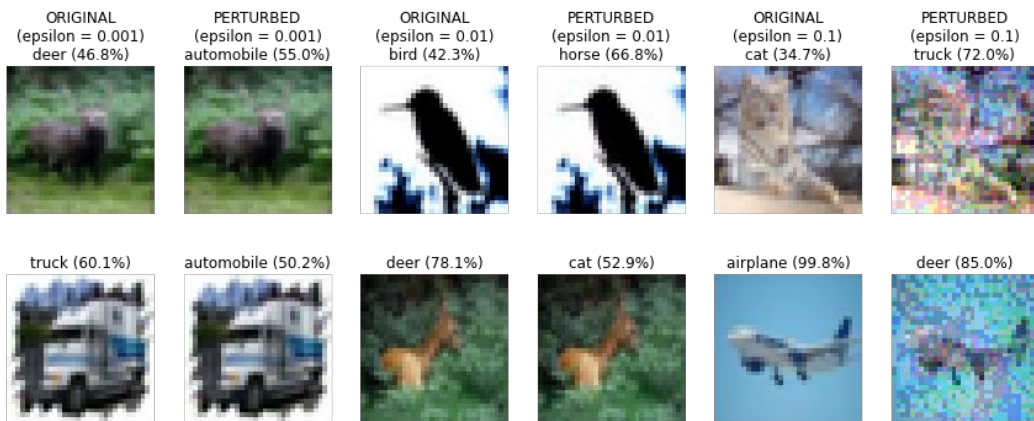 ORIGINAL
(epsilon = 0.001)
deer (46.8%)
PERTURBED
(epsilon = 0.001)
automobile (55.0%)
ORIGINAL
(epsilon = 0.01)
bird (42.3%)
PERTURBED
(epsilon = 0.01)
horse (66.8%)
ORIGINAL
(epsilon = 0.1)
cat (34.7%)
PERTURBED
(epsilon = 0.1)
truck (72.0%)
truck (60.1%)
automobile (50.2%)
deer (78.1%)
cat (52.9%)
airplane (99.8%)
deer (85.0%)